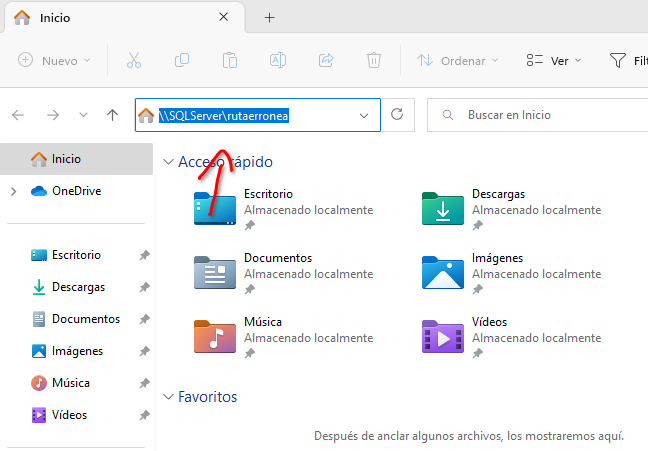 Inicio
Nuevo
Ordenar
Ver
Filt
\\SQLServer\rutaerronea
Buscar en Inicio
Inicio
OneDrive
Escritorio
Descargas
Documentos
Imágenes
Música
Vídeos
Acceso rápido
Escritorio
Almacenado localmente
Descargas
Almacenado localmente
Documentos
Almacenado localmente
Imágenes
Almacenado localmente
Música
Almacenado localmente
Vídeos
Almacenado localmente
Favoritos
Después de anclar algunos archivos, los mostraremos aquí.